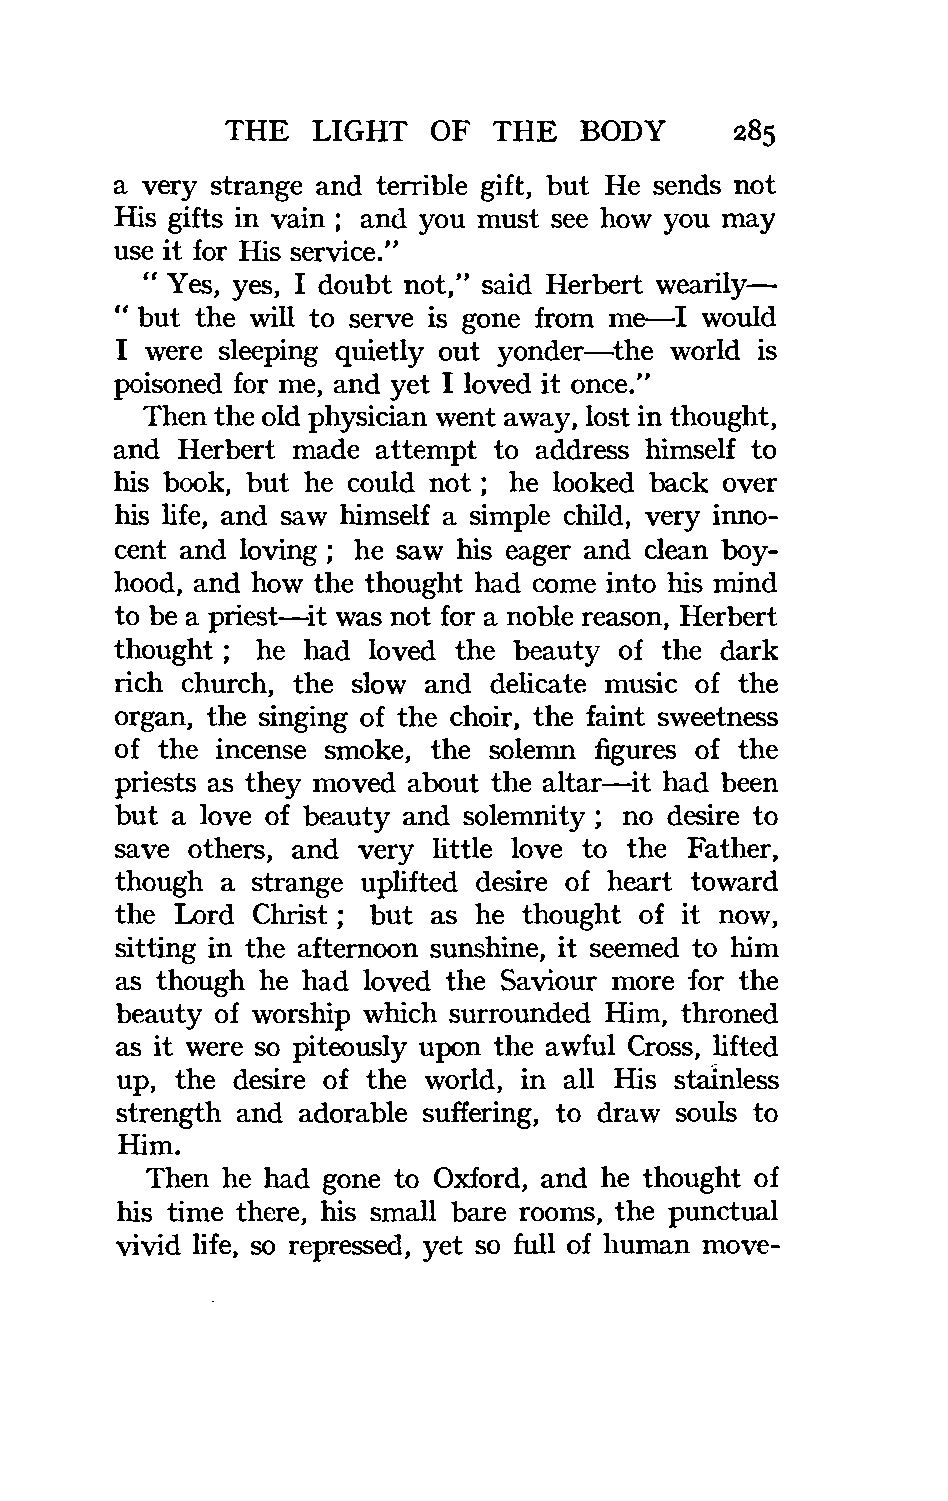 THE LIGHT OF THE BODY 285
a very strange and terrible gift, but He sends not
His gifts in vain ; and you must see how you may
use it for His service."
" Yes, yes, I doubt not," said Herbert wearily—
" but the will to serve is gone from me—I would
I were sleeping quietly out yonder—the world is
poisoned for me, and yet I loved it once."
Then the old physician went away, lost in thought,
and Herbert made attempt to address himself to
his book, but he could not ; he looked back over
his life, and saw himself a simple child, very inno-
cent and loving ; he saw his eager and clean boy-
hood, and how the thought had come into his mind
to be a priest—it was not for a noble reason, Herbert
thought ; he had loved the beauty of the dark
rich church, the slow and delicate music of the
organ, the singing of the choir, the faint sweetness
of the incense smoke, the solemn figures of the
priests as they moved about the altar—it had been
but a love of beauty and solemnity ; no desire to
save others, and very little love to the Father,
though a strange uplifted desire of heart toward
the Lord Christ ; but as he thought of it now,
sitting in the afternoon sunshine, it seemed to him
as though he had loved the Saviour more for the
beauty of worship which surrounded Him, throned
as it were so piteously upon the awful Cross, lifted
up, the desire of the world, in all His stainless
strength and adorable suffering, to draw souls to
Him.
Then he had gone to Oxford, and he thought of
his time there, his small bare rooms, the punctual
vivid life, so repressed, yet so full of human move-